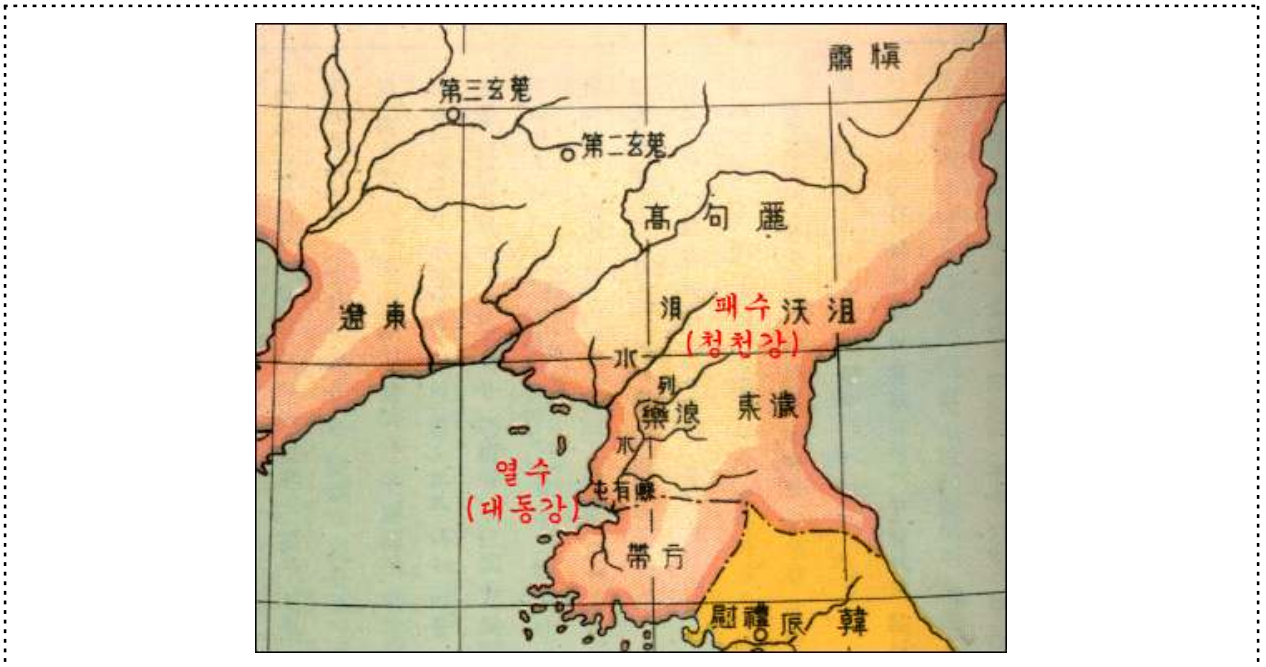 肅愼
第三玄菟
第二玄菟
高句麗
遼東
浿水
패수
(청천강)
沃沮
列水
樂浪
東濊
열수
(대동강)
屯有縣
帶方
慰禮
辰韓